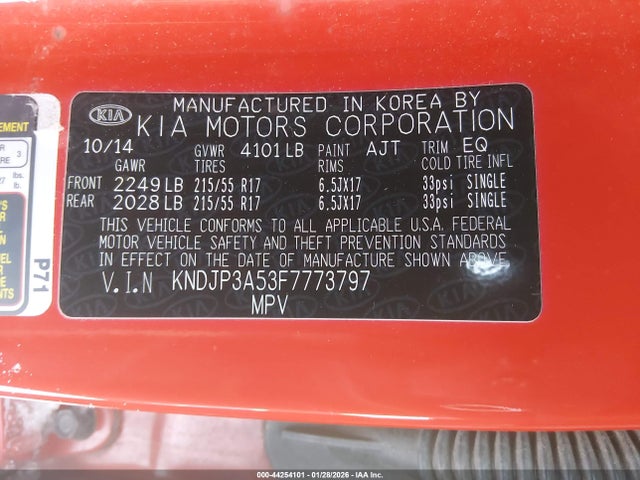 KIA
MANUFACTURED IN KOREA BY
KIA MOTORS CORPORATION
10/14 GVWR 4101 LB PAINT AJT TRIM EQ
GAWR TIRES RIMS COLD TIRE INFL
FRONT 2249 LB 215/55 R17 6.5JX17 33psi SINGLE
REAR 2028 LB 215/55 R17 6.5JX17 33psi SINGLE
THIS VEHICLE CONFORMS TO ALL APPLICABLE U.S.A. FEDERAL
MOTOR VEHICLE SAFETY AND THEFT PREVENTION STANDARDS
IN EFFECT ON THE DATE OF MANUFACTURE SHOWN ABOVE.
V.I.N KNDJP3A53F7773797
MPV
P71
000-44254101 | 01/28/2026 - IAA, Inc.